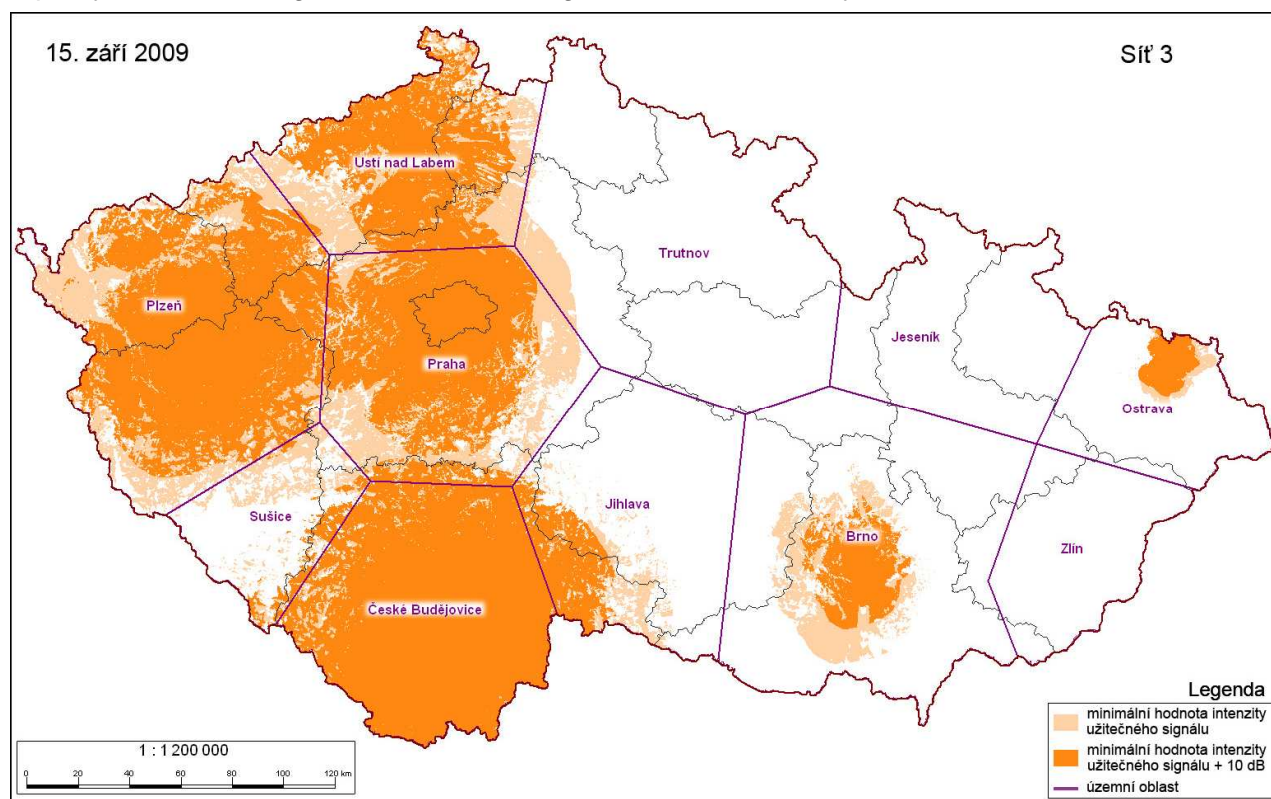 15. září 2009
Síť 3
Ustí nad Labem
Trutnov
Plzeň
Jeseník
Praha
Ostrava
Sušice
Jihlava
Brno
Zlín
České Budějovice
Legenda
minimální hodnota intenzity
užitečného signálu
minimální hodnota intenzity
užitečného signálu + 10 dB
územní oblast
1 : 1 200 000
0 20 40 60 80 100 120 km